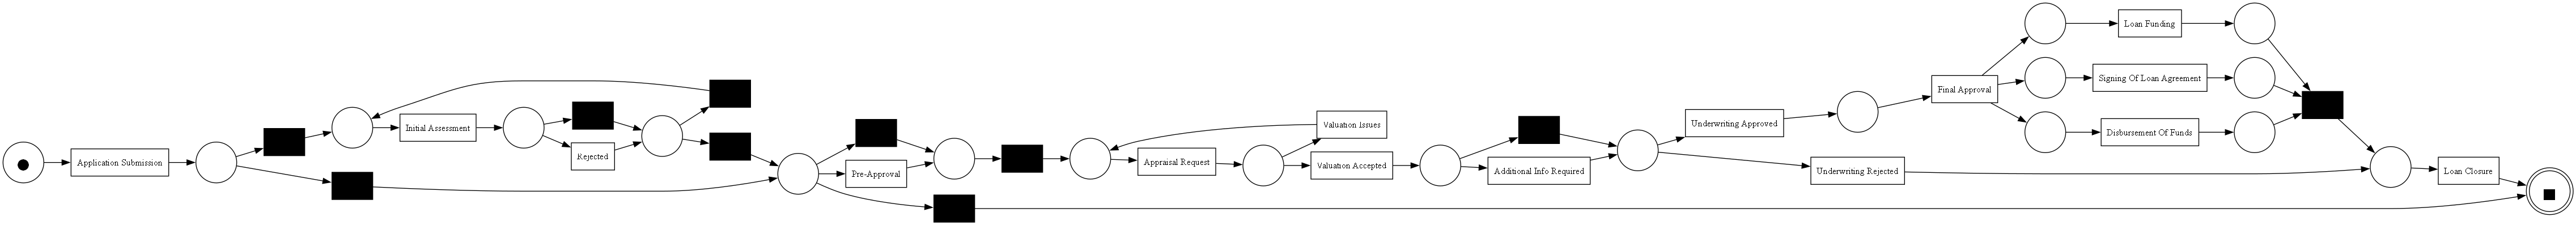 Application Submission
Initial Assessment
Rejected
Pre-Approval
Appraisal Request
Valuation Issues
Valuation Accepted
Additional Info Required
Underwriting Approved
Underwriting Rejected
Final Approval
Loan Funding
Signing Of Loan Agreement
Disbursement Of Funds
Loan Closure